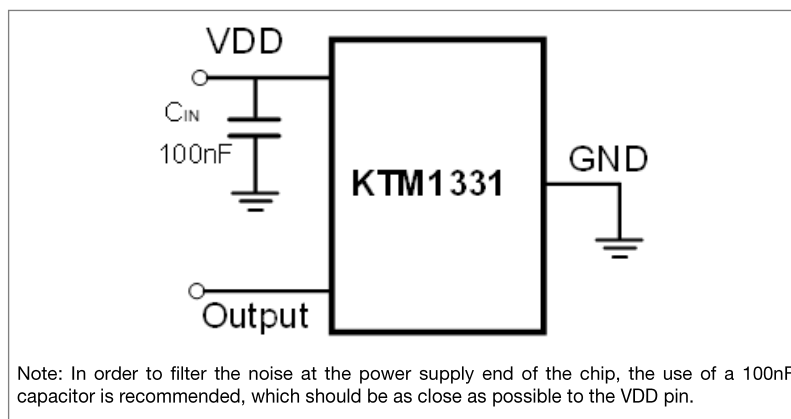 VDD
CIN
100nF
KTM1331
GND
Output
Note: In order to filter the noise at the power supply end of the chip, the use of a 100nF
capacitor is recommended, which should be as close as possible to the VDD pin.